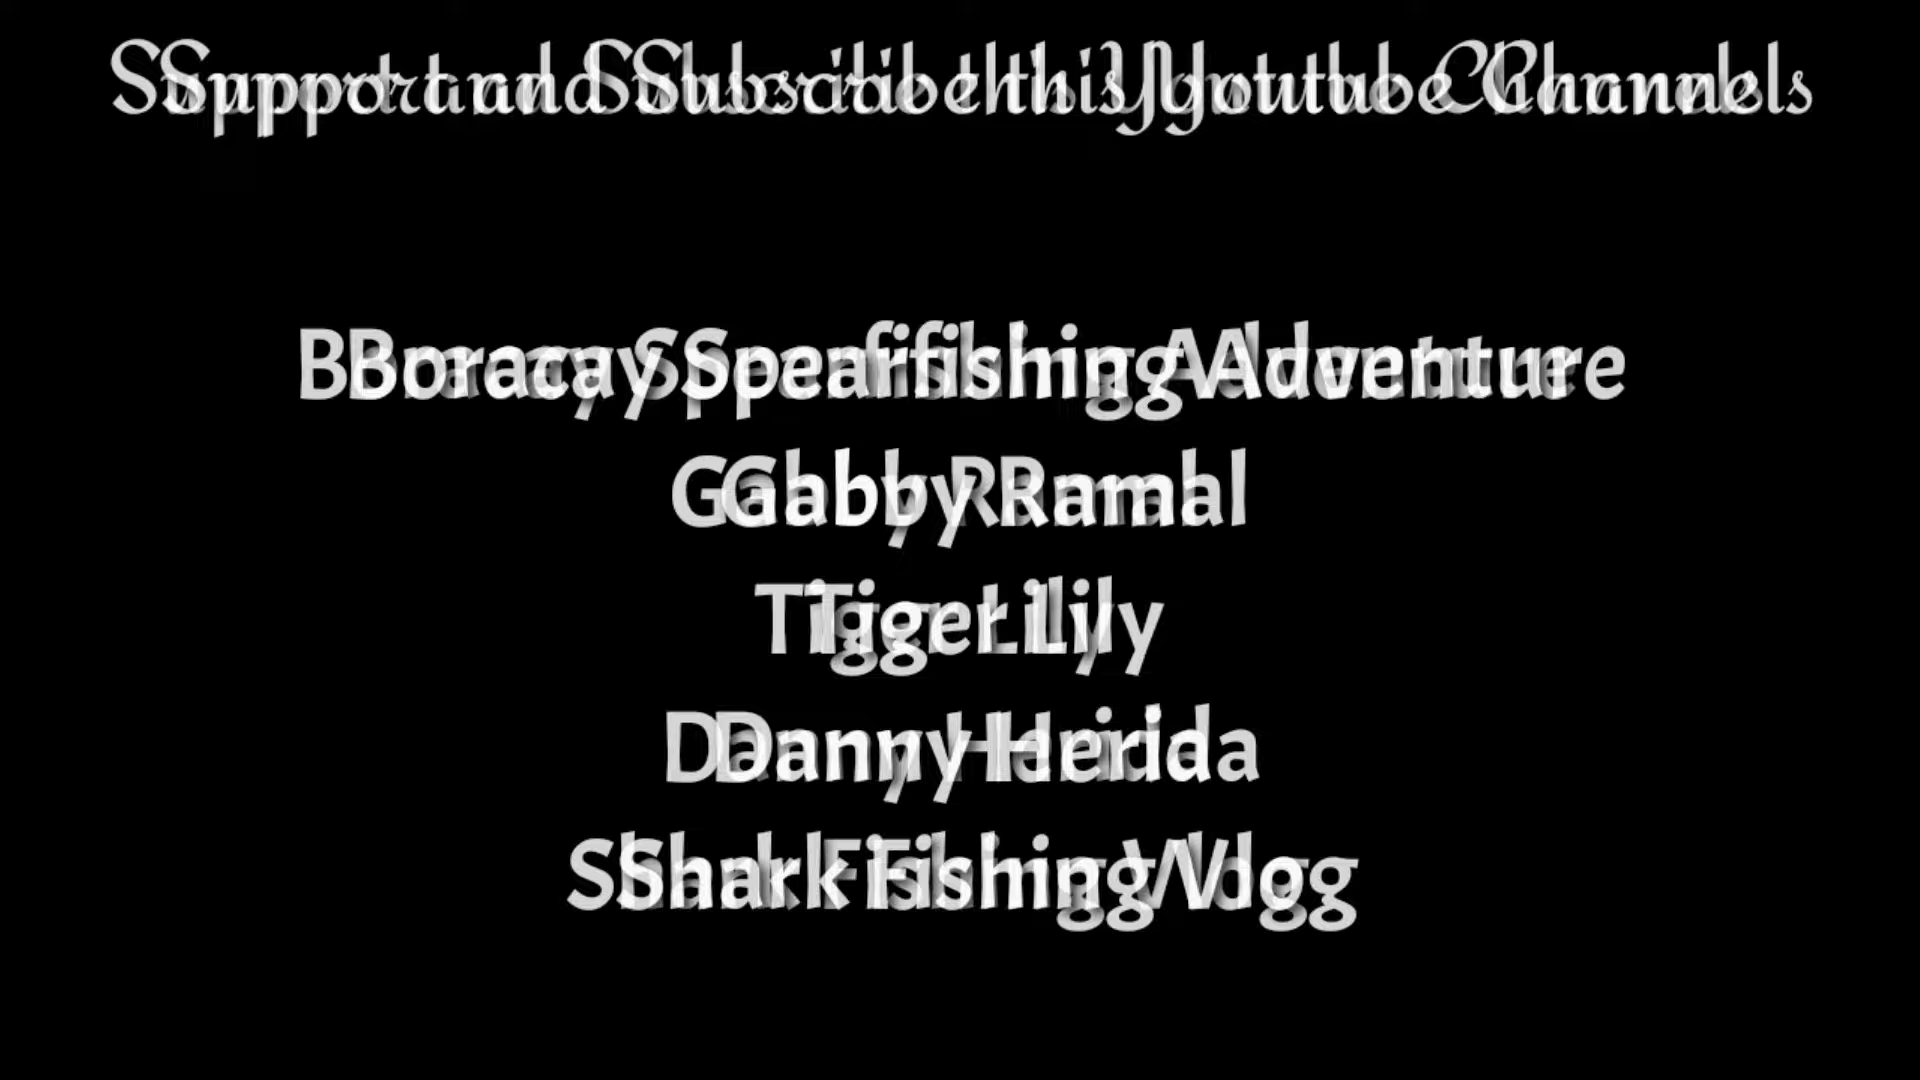 Support and Subscribe this Youtube Channels
Boracay Spearfishing Adventure
Gabby Ramal
Tiger Lily
Danny Herida
Shark Fishing Vlog